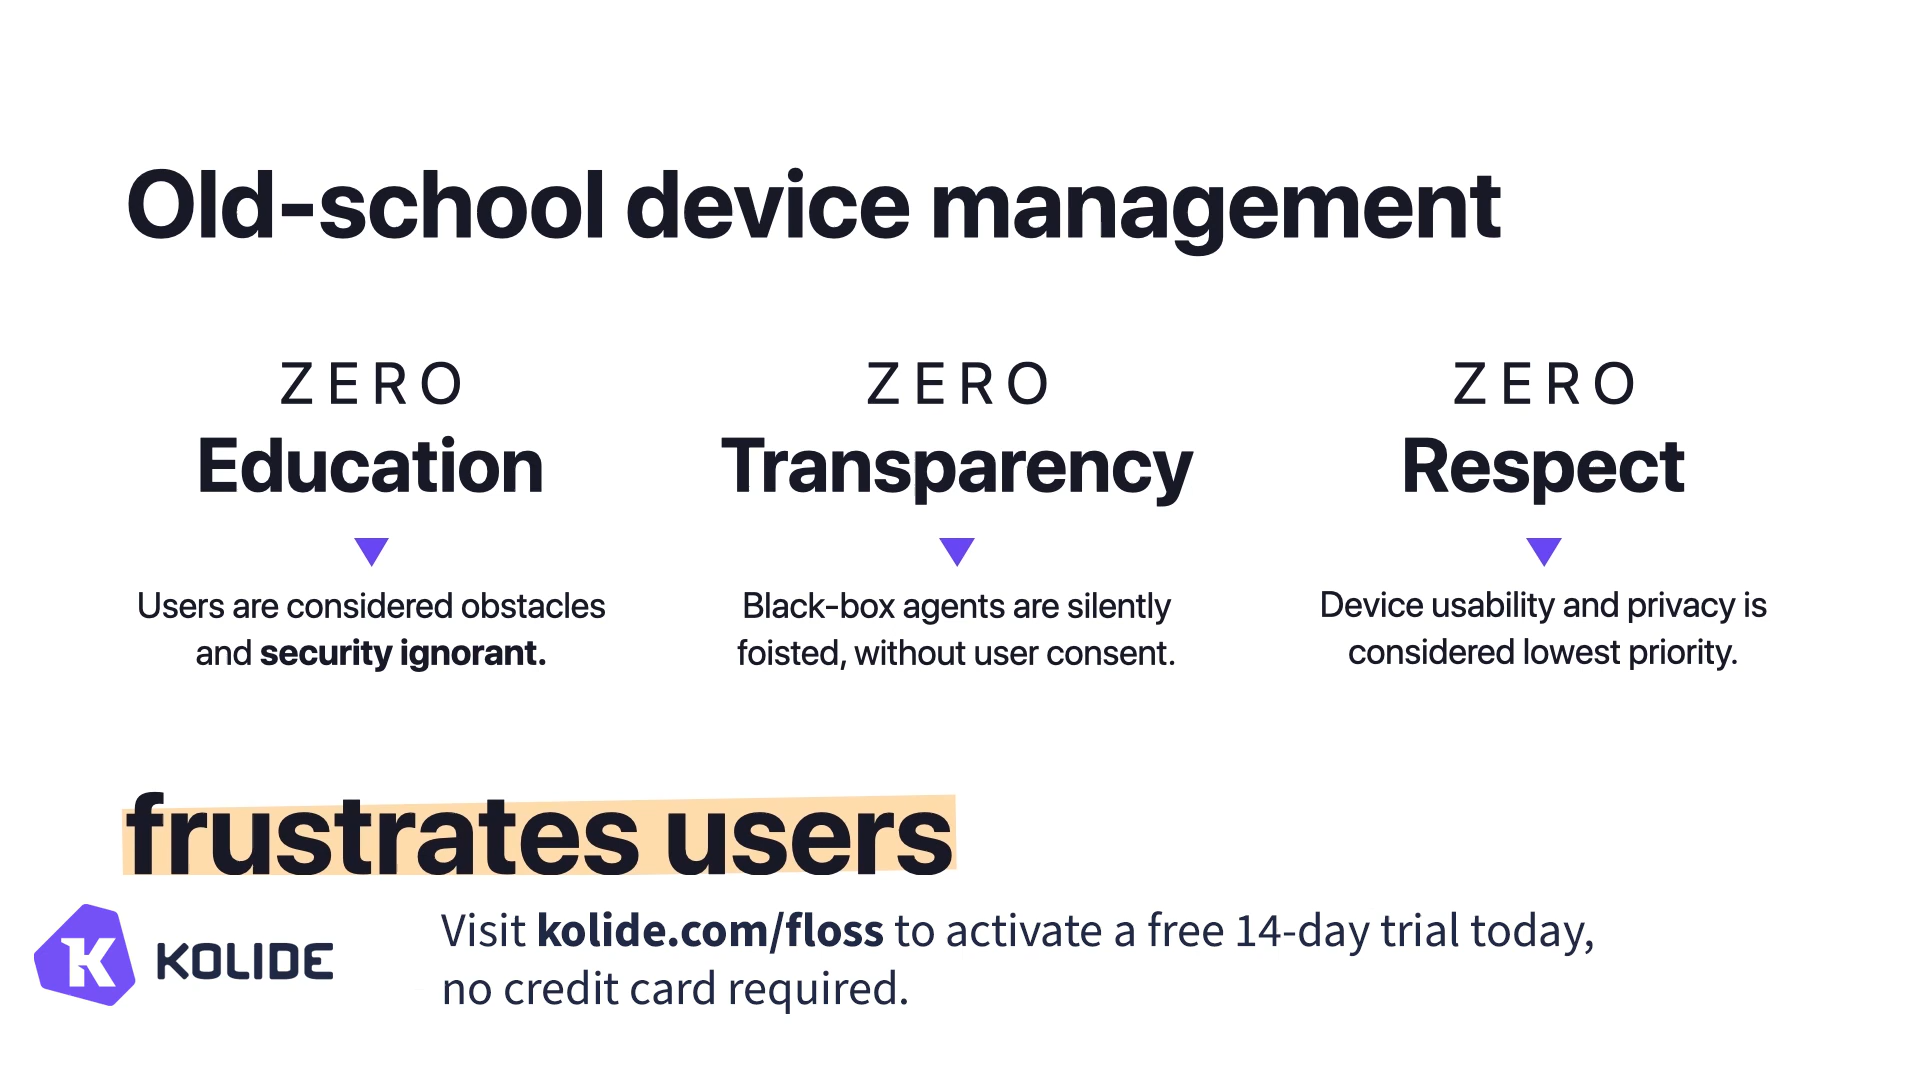 Old-school device management
ZERO
Education
Users are considered obstacles
and security ignorant.
ZERO
Transparency
Black-box agents are silently
foisted, without user consent.
ZERO
Respect
Device usability and privacy is
considered lowest priority.
frustrates users
KOLIDE
Visit kolide.com/floss to activate a free 14-day trial today,
no credit card required.